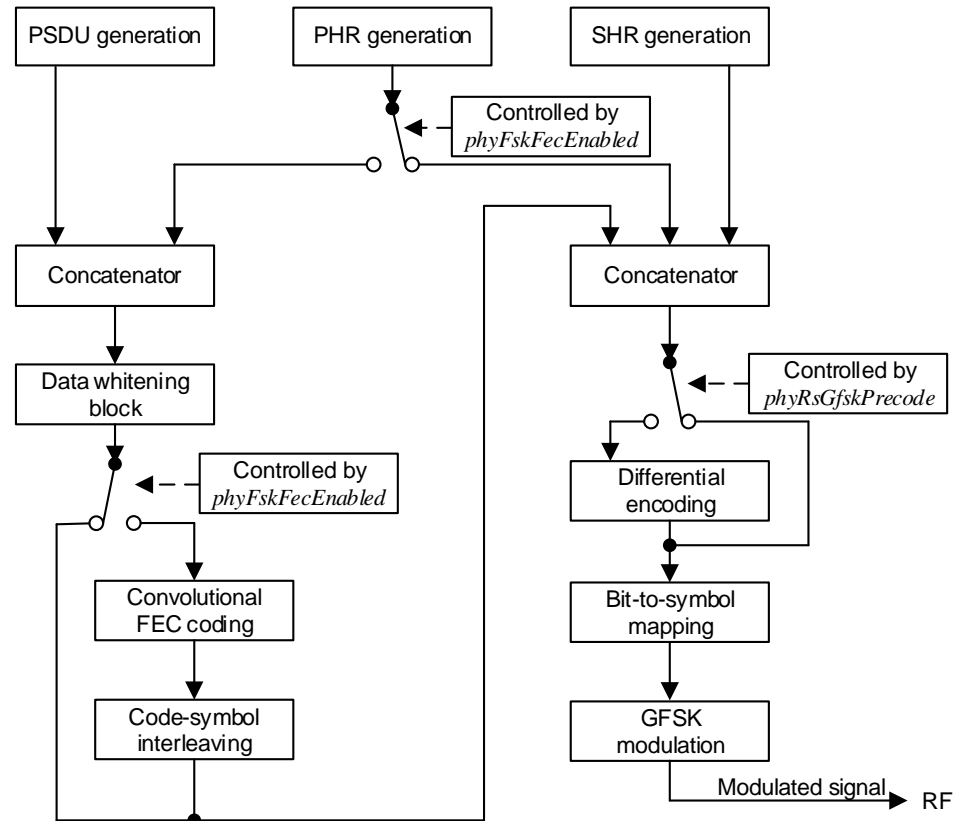 PSDU generation
PHR generation
SHR generation
Controlled by
phyFskFecEnabled
Concatenator
Concatenator
Data whitening
block
Controlled by
phyRsGfskPrecode
Controlled by
phyFskFecEnabled
Differential
encoding
Convolutional
FEC coding
Bit-to-symbol
mapping
Code-symbol
interleaving
GFSK
modulation
Modulated signal
RF